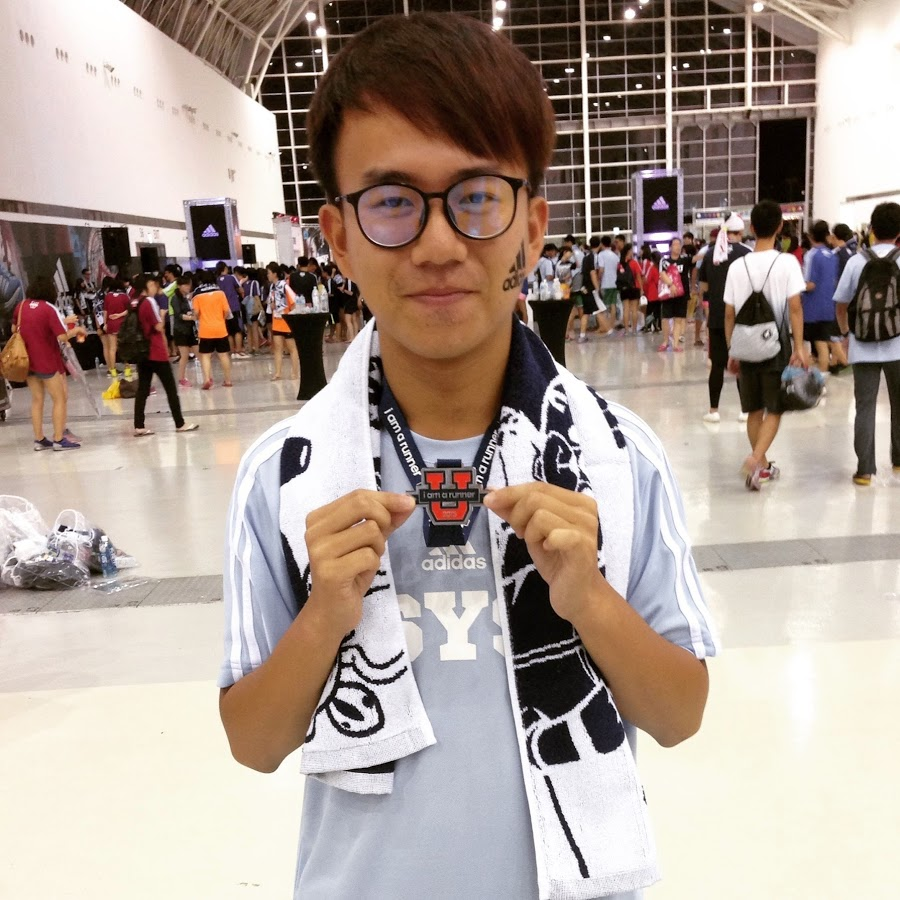 adidas
i am a runner
i am a runner
U
i am a runner
adidas
SYS